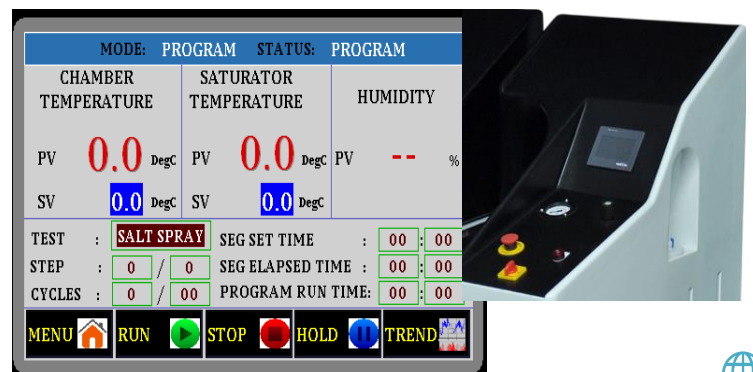 MODE: PROGRAM STATUS: PROGRAM
CHAMBER TEMPERATURE
SATURATOR TEMPERATURE
HUMIDITY
PV 0.0 DegC PV 0.0 DegC PV -- %
SV 0.0 DegC SV 0.0 DegC
TEST : SALT SPRAY SEG SET TIME : 00 : 00
STEP : 0 / 0 SEG ELAPSED TIME : 00 : 00
CYCLES : 0 / 00 PROGRAM RUN TIME: 00 : 00
MENU RUN STOP HOLD TREND